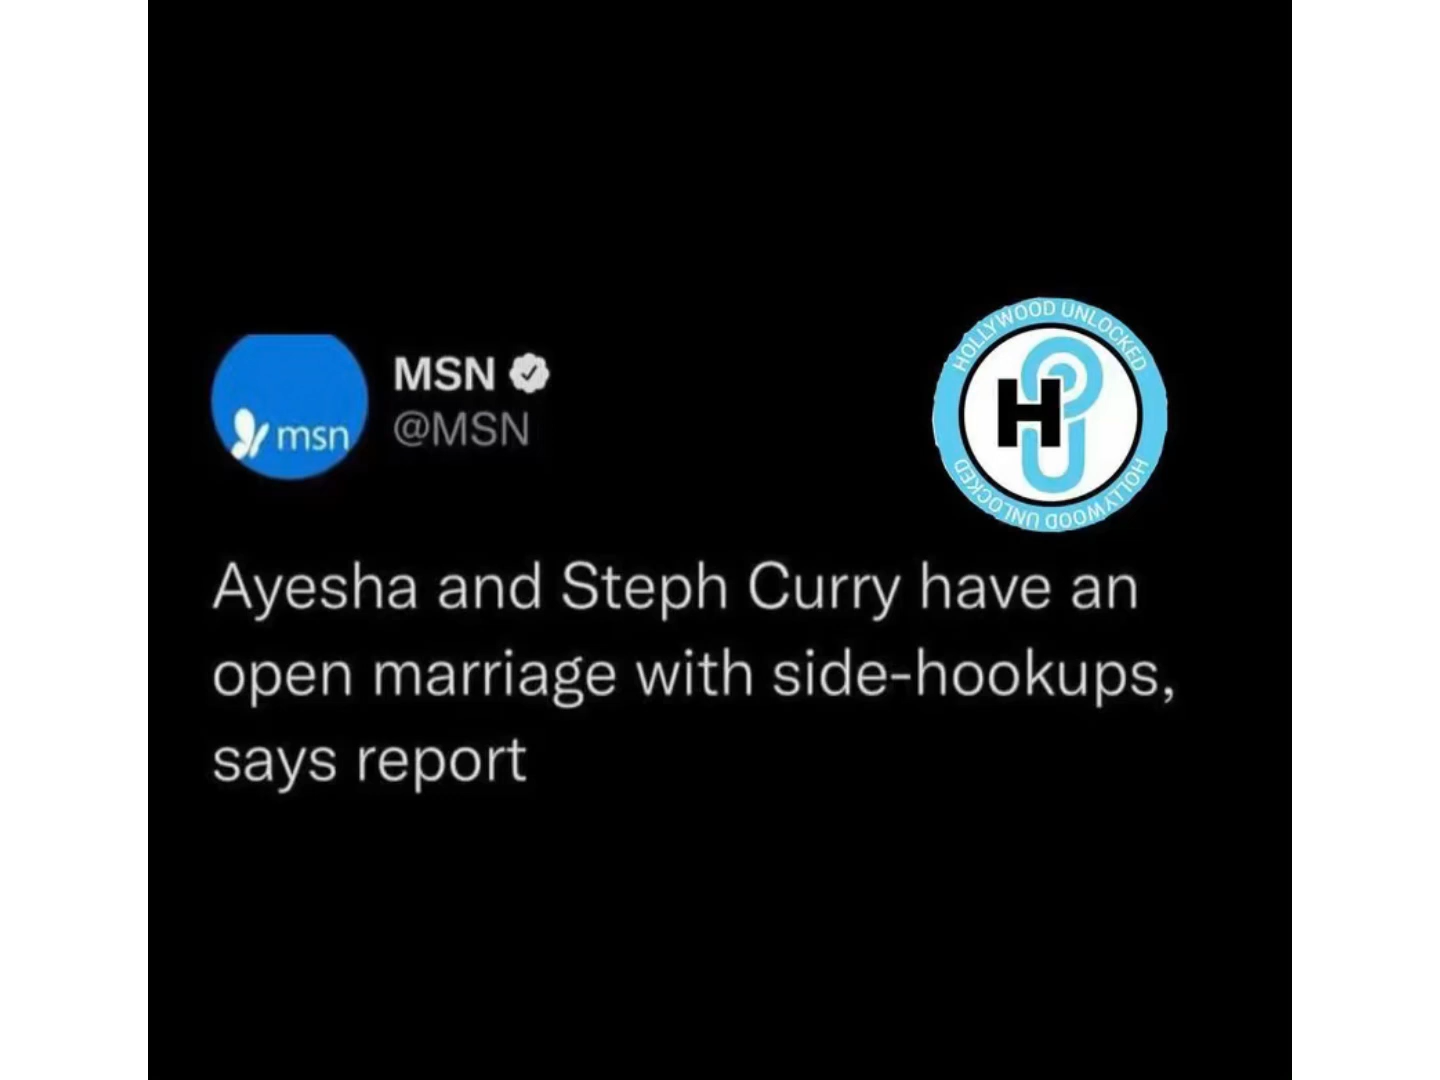 HOLLYWOOD UNLOCKED
MSN
@MSN
msn
HU
HOLLYWOOD UNLOCKED
Ayesha and Steph Curry have an
open marriage with side-hookups,
says report